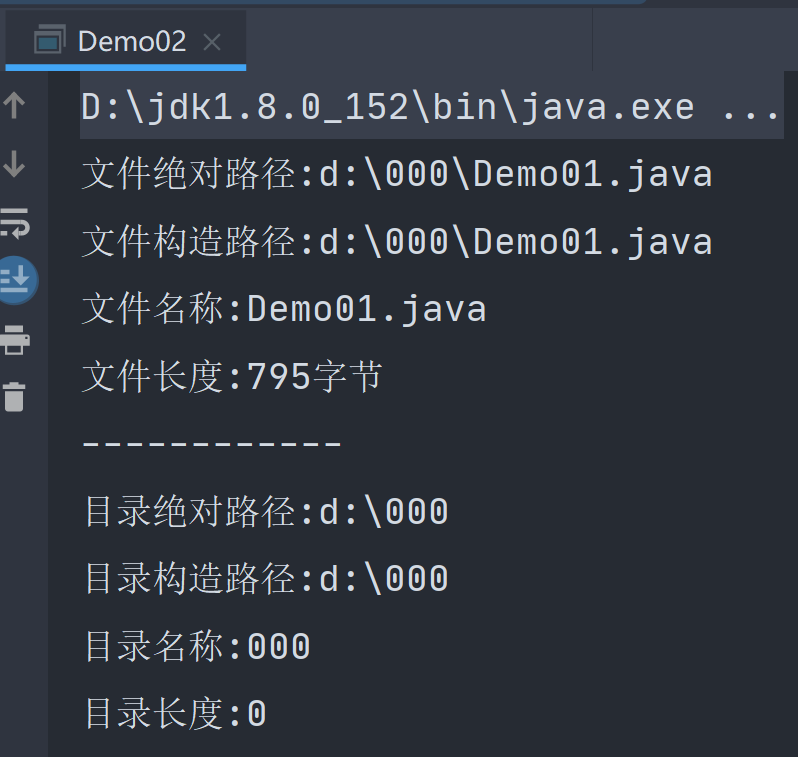 Demo02
D:\jdk1.8.0_152\bin\java.exe ...
文件绝对路径:d:\000\Demo01.java
文件构造路径:d:\000\Demo01.java
文件名称:Demo01.java
文件长度:795字节
------------
目录绝对路径:d:\000
目录构造路径:d:\000
目录名称:000
目录长度:0